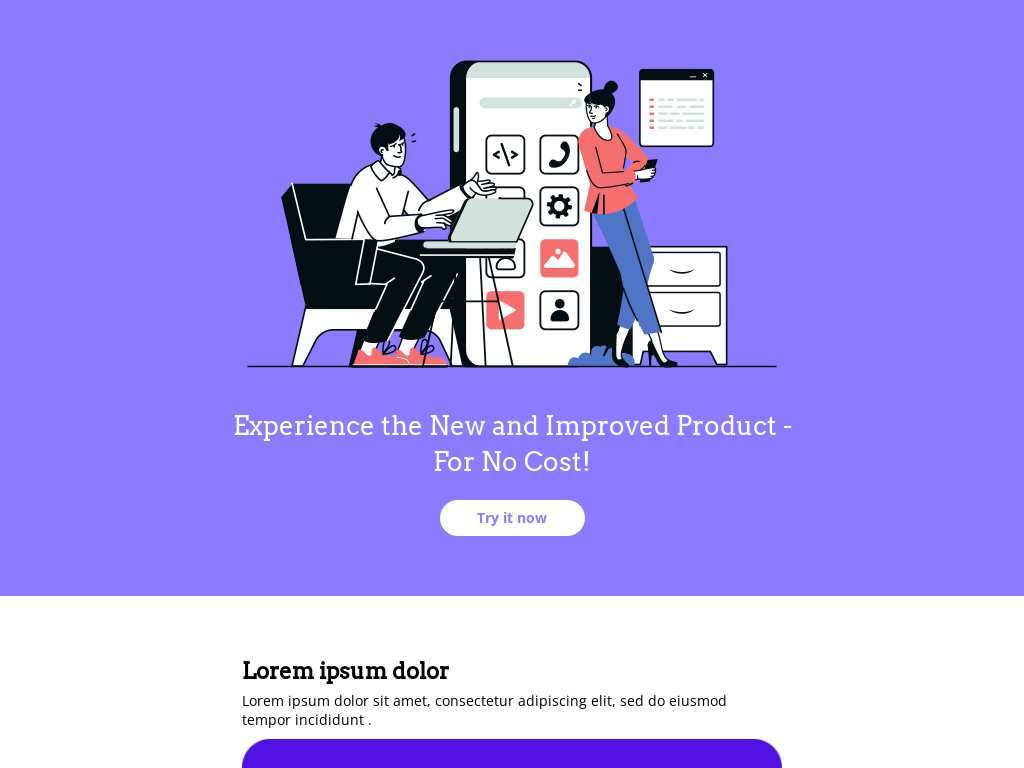 Experience the New and Improved Product -
For No Cost!
Try it now
Lorem ipsum dolor
Lorem ipsum dolor sit amet, consectetur adipiscing elit, sed do eiusmod
tempor incididunt .